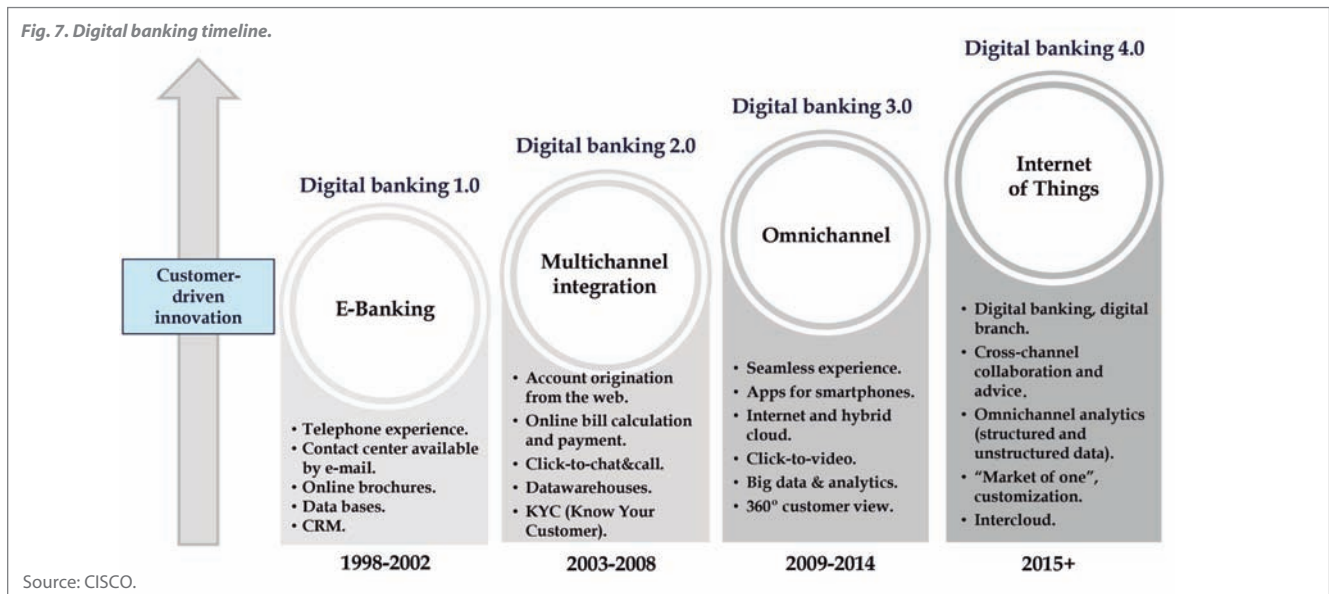 Fig. 7. Digital banking timeline.
Customer-
driven
innovation
Digital banking 1.0
E-Banking
• Telephone experience.
• Contact center available
by e-mail.
• Online brochures.
• Data bases.
• CRM.
1998-2002
Digital banking 2.0
Multichannel
integration
• Account origination
from the web.
• Online bill calculation
and payment.
• Click-to-chat&call.
• Datawarehouses.
• KYC (Know Your
Customer).
2003-2008
Digital banking 3.0
Omnichannel
• Seamless experience.
• Apps for smartphones.
• Internet and hybrid
cloud.
• Click-to-video.
• Big data & analytics.
• 360º customer view.
2009-2014
Digital banking 4.0
Internet
of Things
• Digital banking, digital
branch.
• Cross-channel
collaboration and
advice.
• Omnichannel analytics
(structured and
unstructured data).
• “Market of one”,
customization.
• Intercloud.
2015+
Source: CISCO.